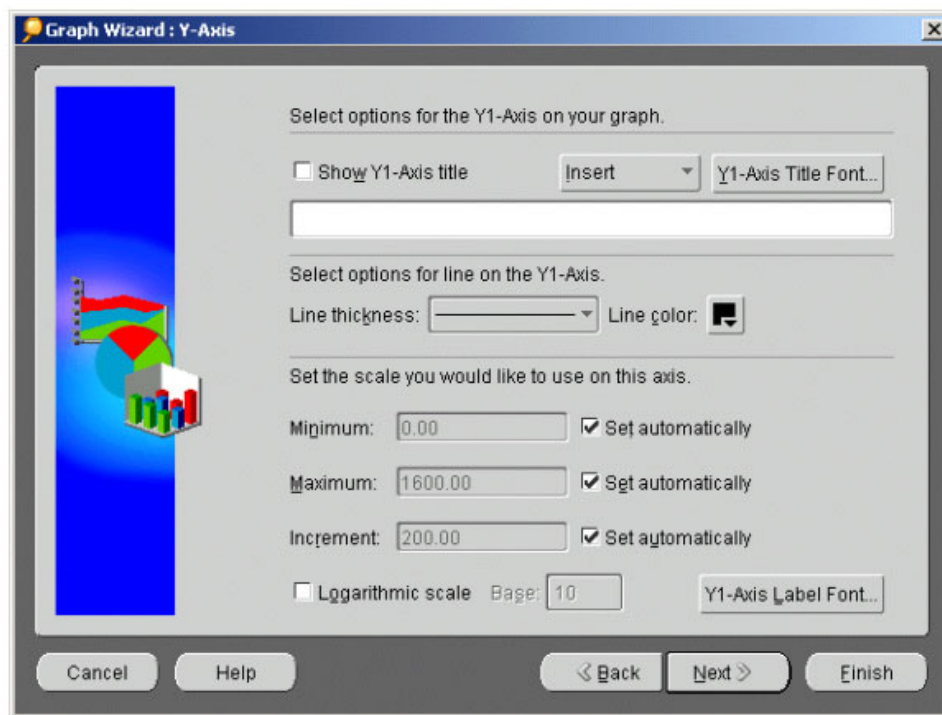 Graph Wizard : Y-Axis
Select options for the Y1-Axis on your graph.
Show Y1-Axis title Insert Y1-Axis Title Font...
Select options for line on the Y1-Axis.
Line thickness: Line color:
Set the scale you would like to use on this axis.
Minimum: 0.00 Set automatically
Maximum: 1600.00 Set automatically
Increment: 200.00 Set automatically
Logarithmic scale Base: 10 Y1-Axis Label Font...
Cancel Help Back Next Finish